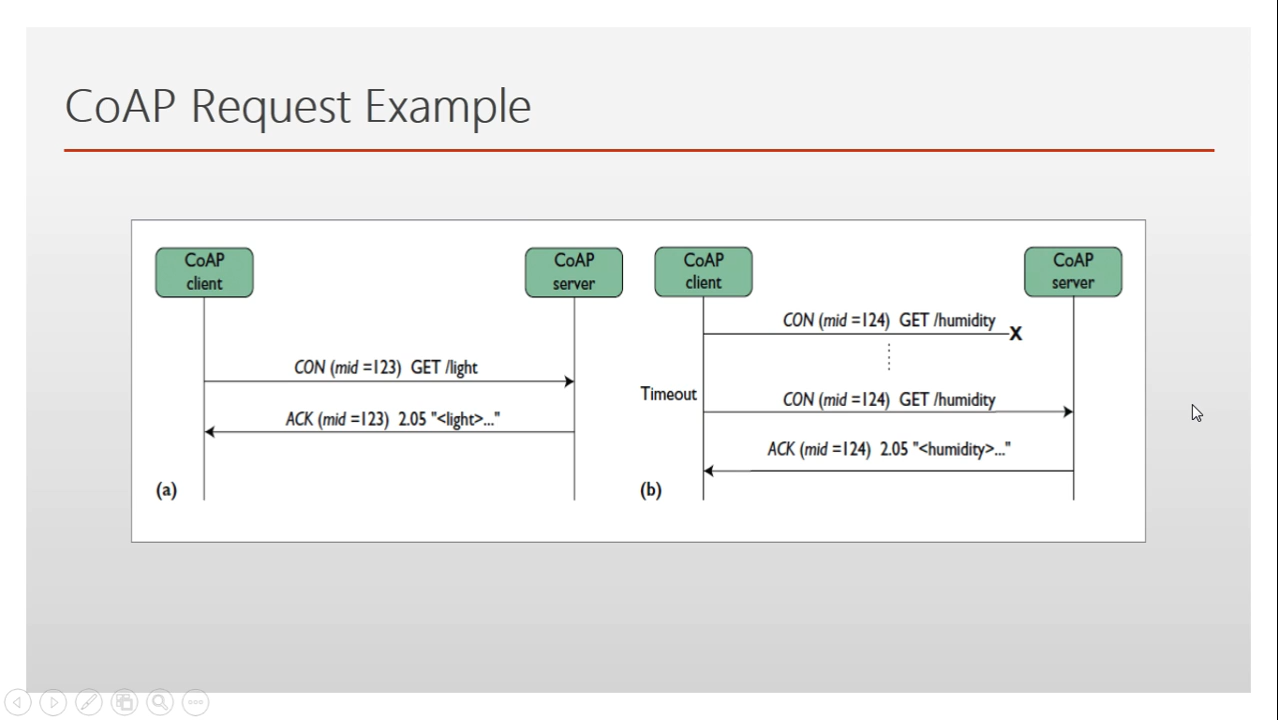 CoAP Request Example
CoAP
client
CoAP
server
CON (mid =123) GET /light
ACK (mid =123) 2.05 "<light>..."
(a)
CoAP
client
CoAP
server
CON (mid =124) GET /humidity
X
Timeout
CON (mid =124) GET /humidity
ACK (mid =124) 2.05 "<humidity>..."
(b)